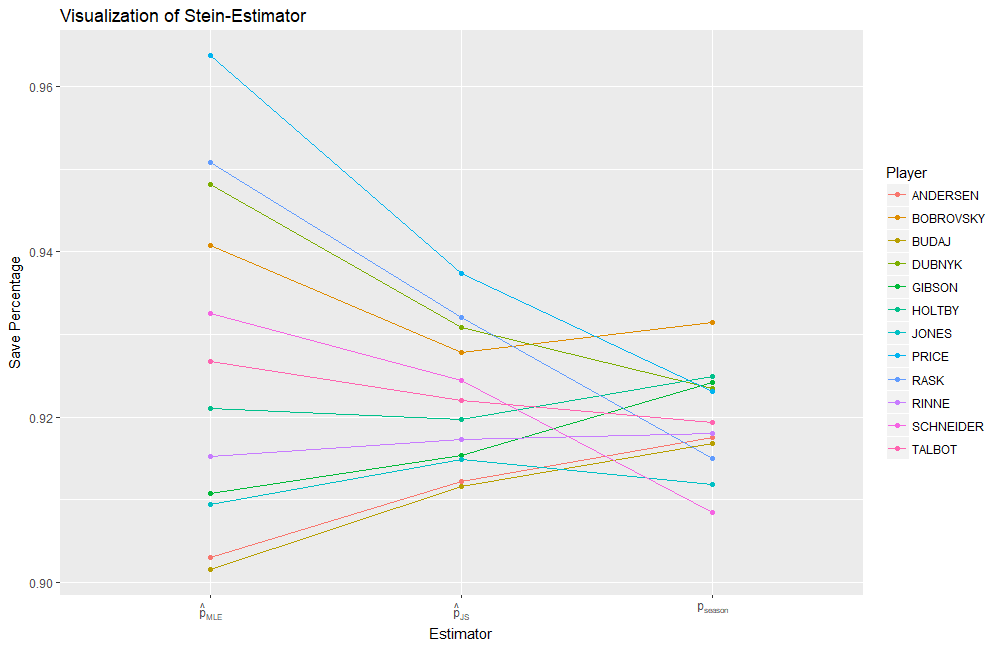 Visualization of Stein-Estimator
Save Percentage
0.96
0.94
0.92
0.90
p̂MLE
p̂JS
pseason
Estimator
Player
ANDERSEN
BOBROVSKY
BUDAJ
DUBNYK
GIBSON
HOLTBY
JONES
PRICE
RASK
RINNE
SCHNEIDER
TALBOT